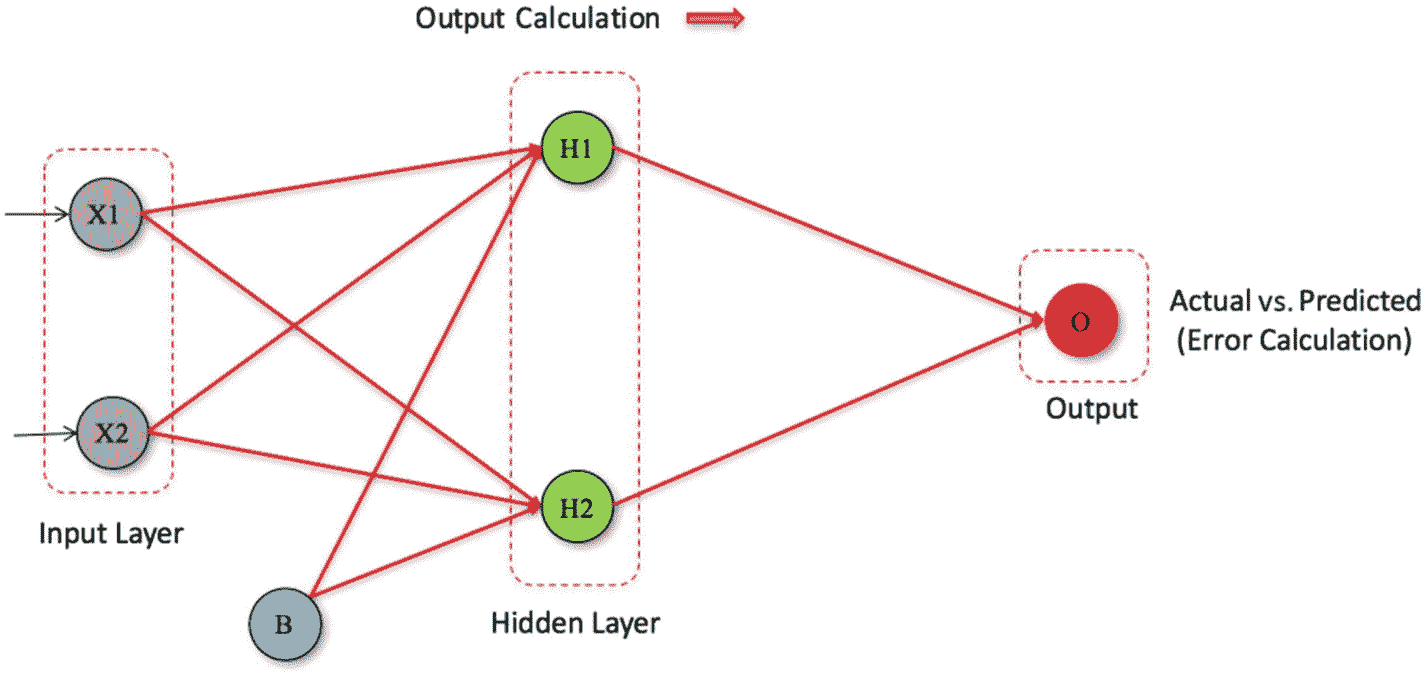 Output Calculation
H1
X1
O
Actual vs. Predicted
(Error Calculation)
Output
X2
H2
Input Layer
B
Hidden Layer